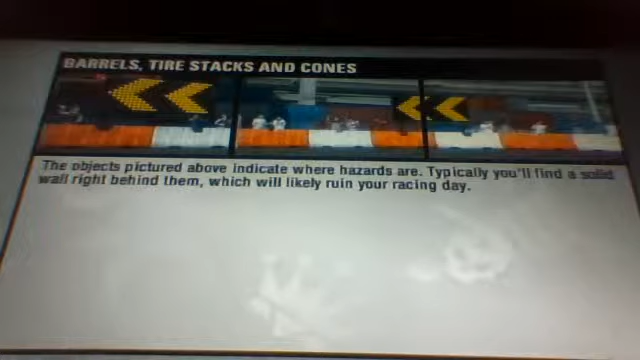 BARRELS, TIRE STACKS AND CONES
The objects pictured above indicate where hazards are. Typically you'll find a solid
wall right behind them, which will likely ruin your racing day.